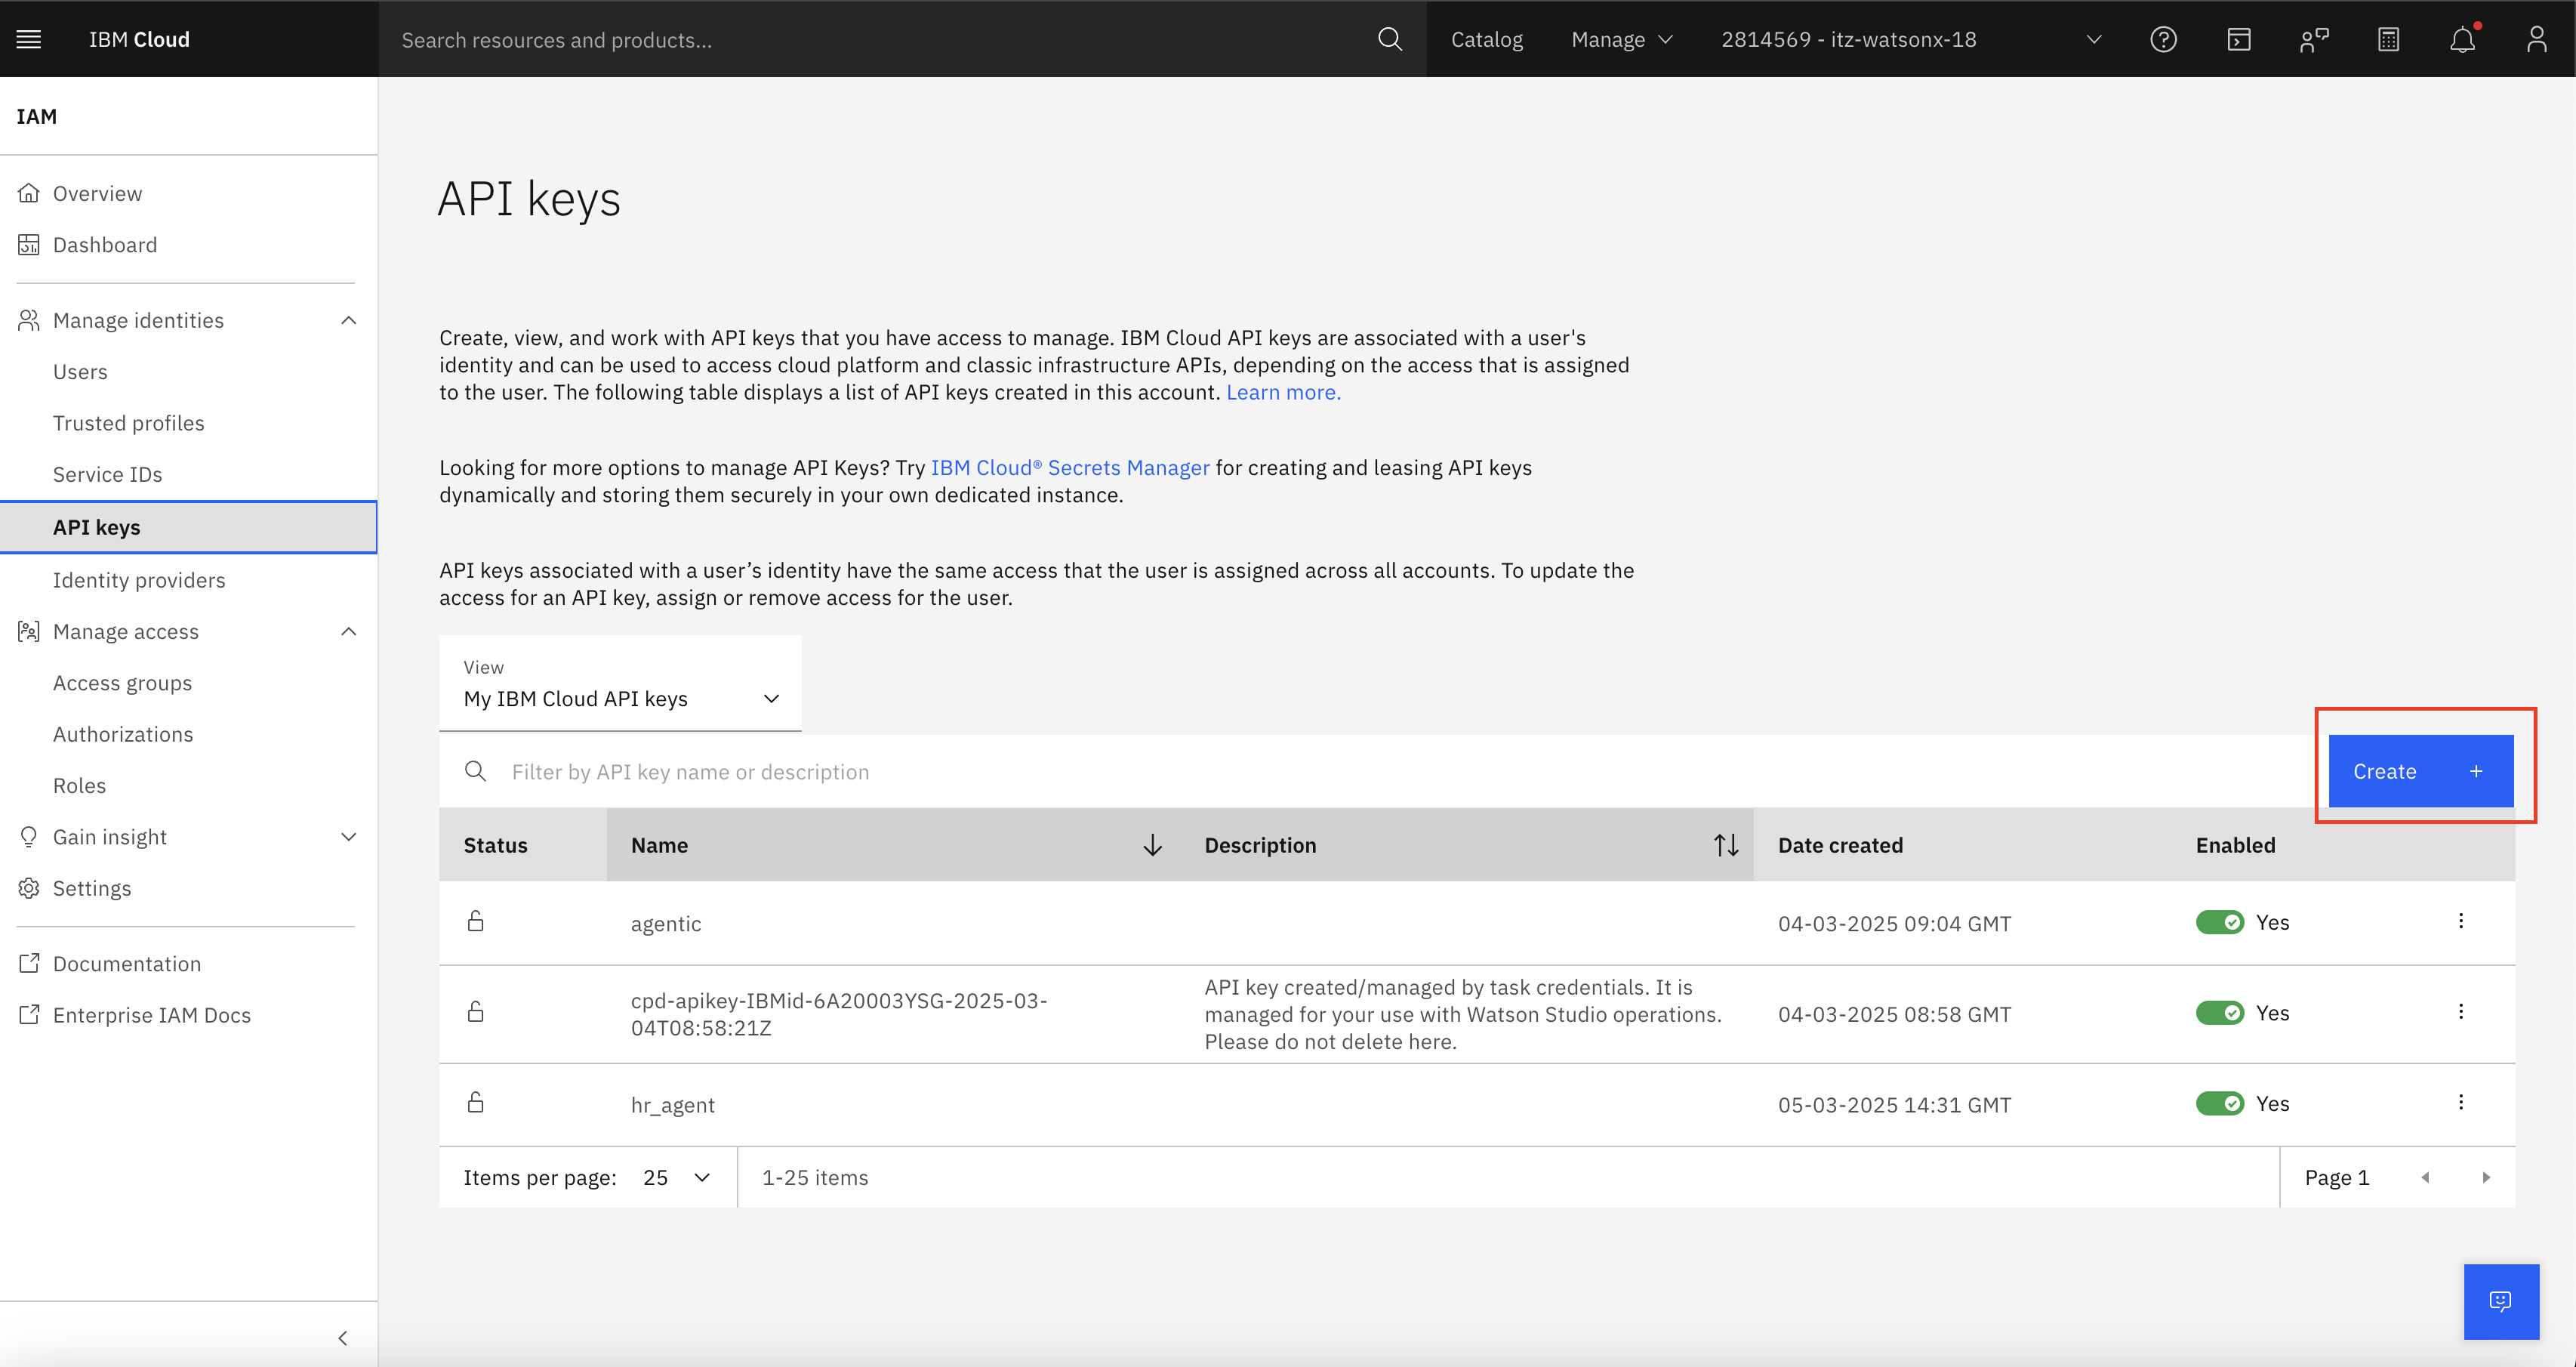 IBM Cloud
Search resources and products...
Catalog
Manage
2814569 - itz-watsonx-18
IAM
Overview
Dashboard
Manage identities
Users
Trusted profiles
Service IDs
API keys
Identity providers
Manage access
Access groups
Authorizations
Roles
Gain insight
Settings
Documentation
Enterprise IAM Docs
API keys
Create, view, and work with API keys that you have access to manage. IBM Cloud API keys are associated with a user's
identity and can be used to access cloud platform and classic infrastructure APIs, depending on the access that is assigned
to the user. The following table displays a list of API keys created in this account. Learn more.
Looking for more options to manage API Keys? Try IBM Cloud® Secrets Manager for creating and leasing API keys
dynamically and storing them securely in your own dedicated instance.
API keys associated with a user’s identity have the same access that the user is assigned across all accounts. To update the
access for an API key, assign or remove access for the user.
View
My IBM Cloud API keys
Filter by API key name or description
Create +
Status Name Description Date created Enabled
agentic 04-03-2025 09:04 GMT Yes
cpd-apikey-IBMid-6A20003YSG-2025-03-
04T08:58:21Z
API key created/managed by task credentials. It is
managed for your use with Watson Studio operations.
Please do not delete here.
04-03-2025 08:58 GMT Yes
hr_agent 05-03-2025 14:31 GMT Yes
Items per page: 25 1-25 items Page 1